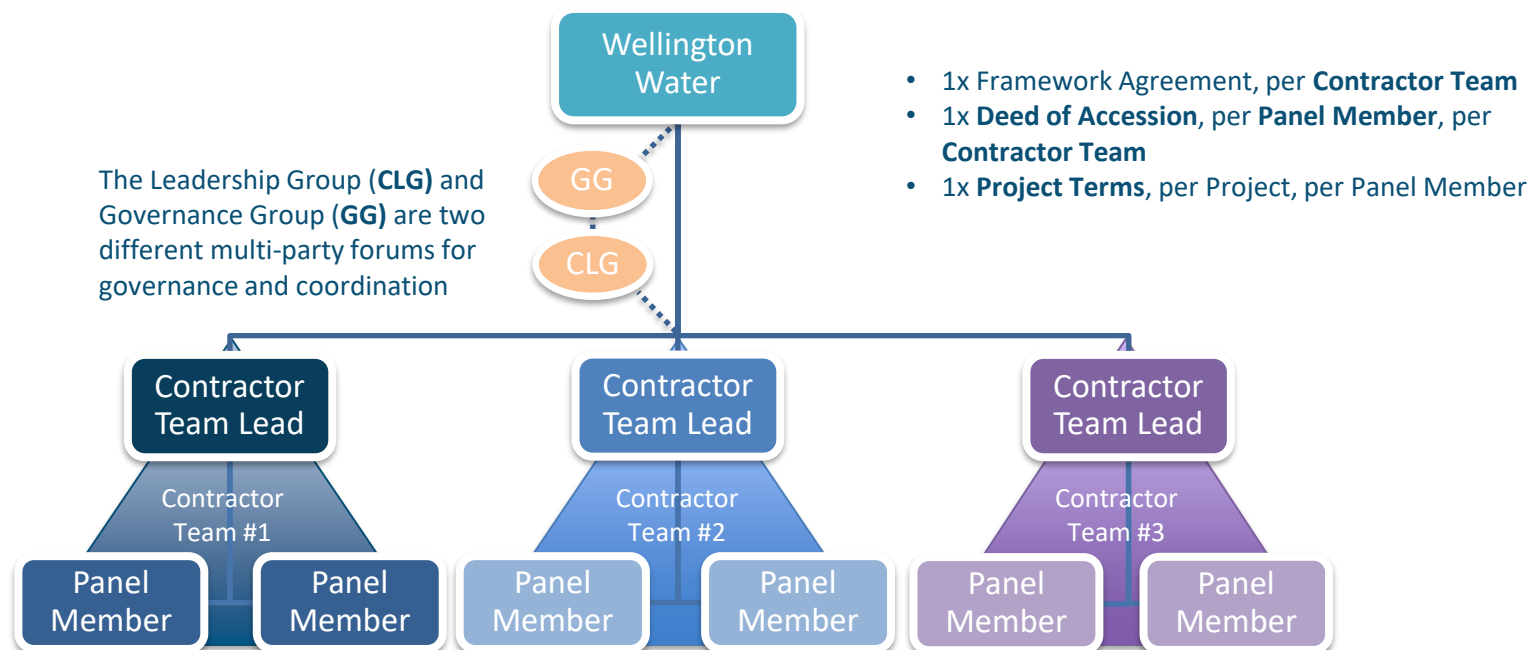 Wellington
Water
• 1x Framework Agreement, per Contractor Team
• 1x Deed of Accession, per Panel Member, per
Contractor Team
• 1x Project Terms, per Project, per Panel Member
The Leadership Group (CLG) and
Governance Group (GG) are two
different multi-party forums for
governance and coordination
GG
CLG
Contractor
Team Lead
Contractor
Team Lead
Contractor
Team Lead
Contractor
Team #1
Contractor
Team #2
Contractor
Team #3
Panel
Member
Panel
Member
Panel
Member
Panel
Member
Panel
Member
Panel
Member